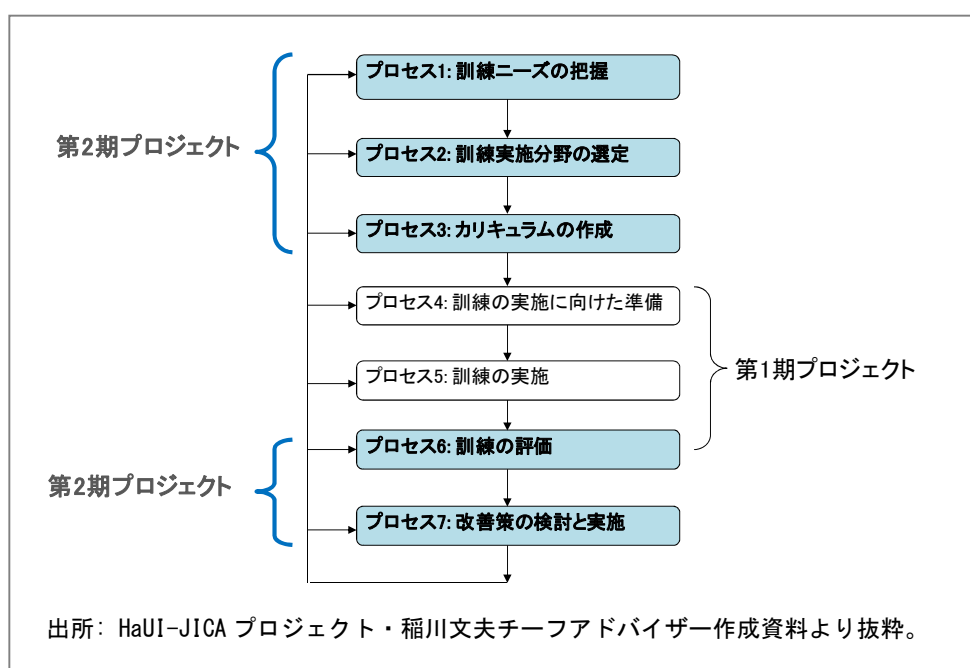 プロセス1: 訓練ニーズの把握
第2期プロジェクト
プロセス2: 訓練実施分野の選定
プロセス3: カリキュラムの作成
プロセス4: 訓練の実施に向けた準備
第1期プロジェクト
プロセス5: 訓練の実施
プロセス6: 訓練の評価
第2期プロジェクト
プロセス7: 改善策の検討と実施
出所: HaUI-JICA プロジェクト・稲川文夫チーフアドバイザー作成資料より抜粋。